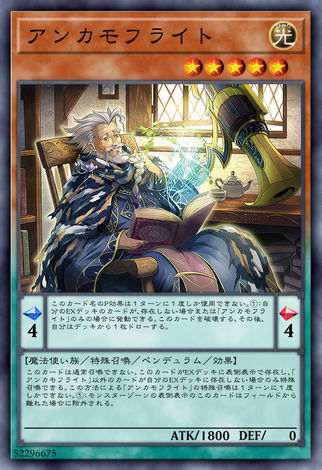 アンカモフライト
光
このカード名のP効果は1ターンに1度しか使用できない。①：自
分のEXデッキのカードが、存在しない場合または「アンカモフラ
イト」のみの場合に発動できる。このカードを破壊する。その後、
自分はデッキから1枚ドローする。
4
4
【魔法使い族／特殊召喚／ペンデュラム／効果】
このカードは通常召喚できない。このカードがEXデッキに表側表示で存在し、
「アンカモフライト」以外のカードが自分のEXデッキに存在しない場合のみ特殊
召喚できる。この方法による「アンカモフライト」の特殊召喚は1ターンに1度
しかできない。①：モンスターゾーンの表側表示のこのカードはフィールドから
離れた場合に除外される。
ATK/1800 DEF/ 0
52296675